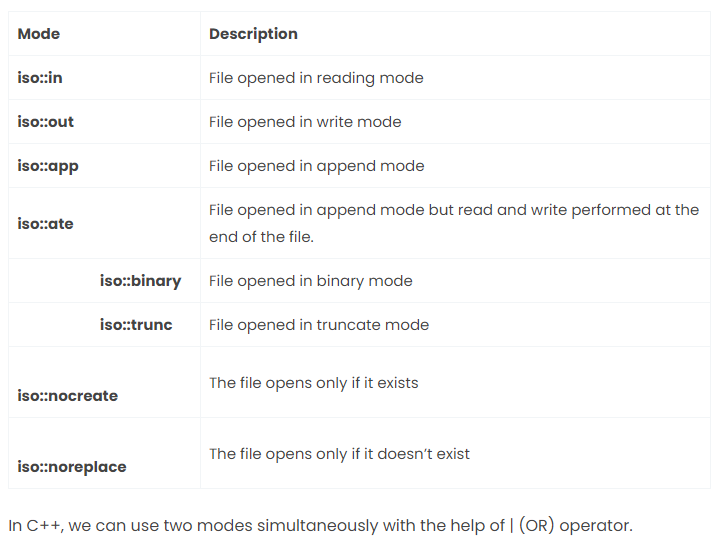 Mode Description
iso::in File opened in reading mode
iso::out File opened in write mode
iso::app File opened in append mode
iso::ate File opened in append mode but read and write performed at the
end of the file.
iso::binary File opened in binary mode
iso::trunc File opened in truncate mode
iso::nocreate The file opens only if it exists
iso::noreplace The file opens only if it doesn’t exist
In C++, we can use two modes simultaneously with the help of | (OR) operator.